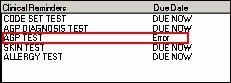 Clinical Reminders Due Date
CODE SET TEST DUE NOW
AGP DIAGNOSIS TEST DUE NOW
AGP TEST Error
SKIN TEST DUE NOW
ALLERGY TEST DUE NOW